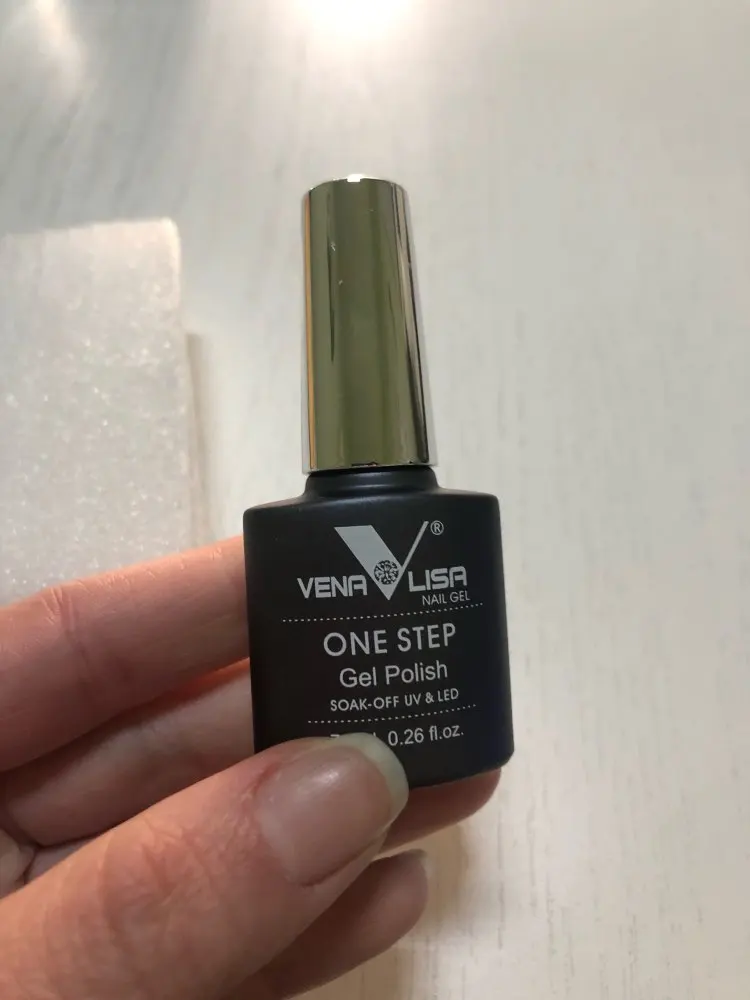 VENA LISA ®
NAIL GEL
ONE STEP
Gel Polish
SOAK-OFF UV & LED
0.26 fl.oz.